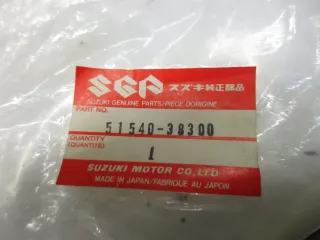 SGP スズキ純正部品
SUZUKI GENUINE PARTS/PIECE D'ORIGINE
PART NO.
51540-38300
QUANTITY
(QUANTITÉ)
1
SUZUKI MOTOR CO.,LTD.
MADE IN JAPAN/FABRIQUE AU JAPON